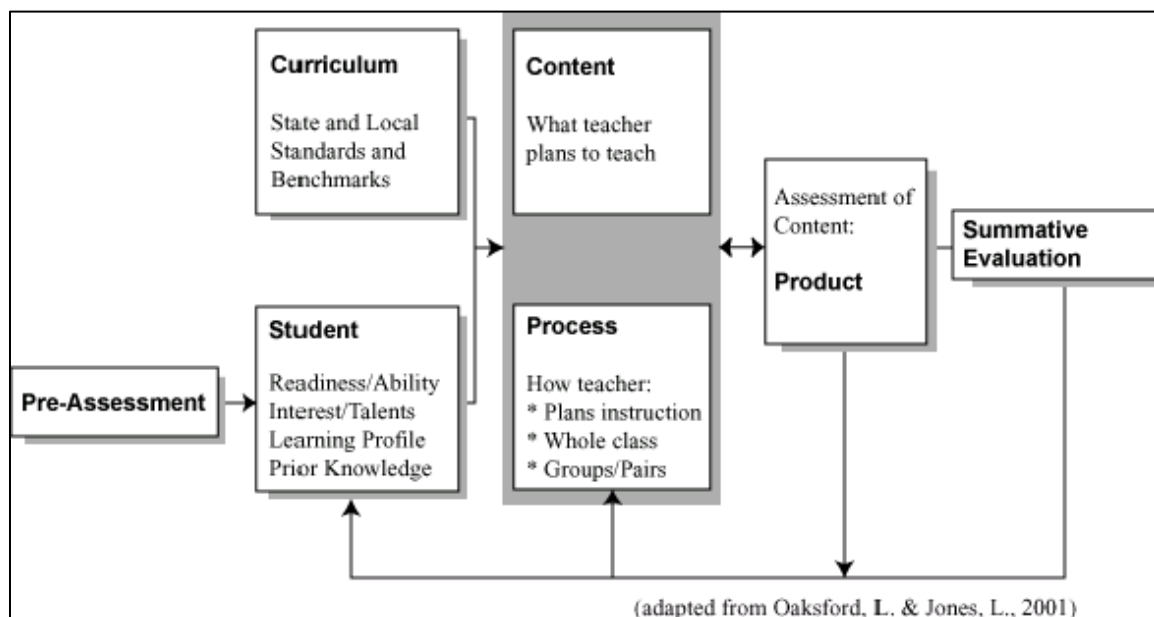 Curriculum
State and Local
Standards and
Benchmarks
Content
What teacher
plans to teach
Assessment of
Content:
Product
Summative
Evaluation
Pre-Assessment
Student
Readiness/Ability
Interest/Talents
Learning Profile
Prior Knowledge
Process
How teacher:
* Plans instruction
* Whole class
* Groups/Pairs
(adapted from Oaksford, L. & Jones, L., 2001)